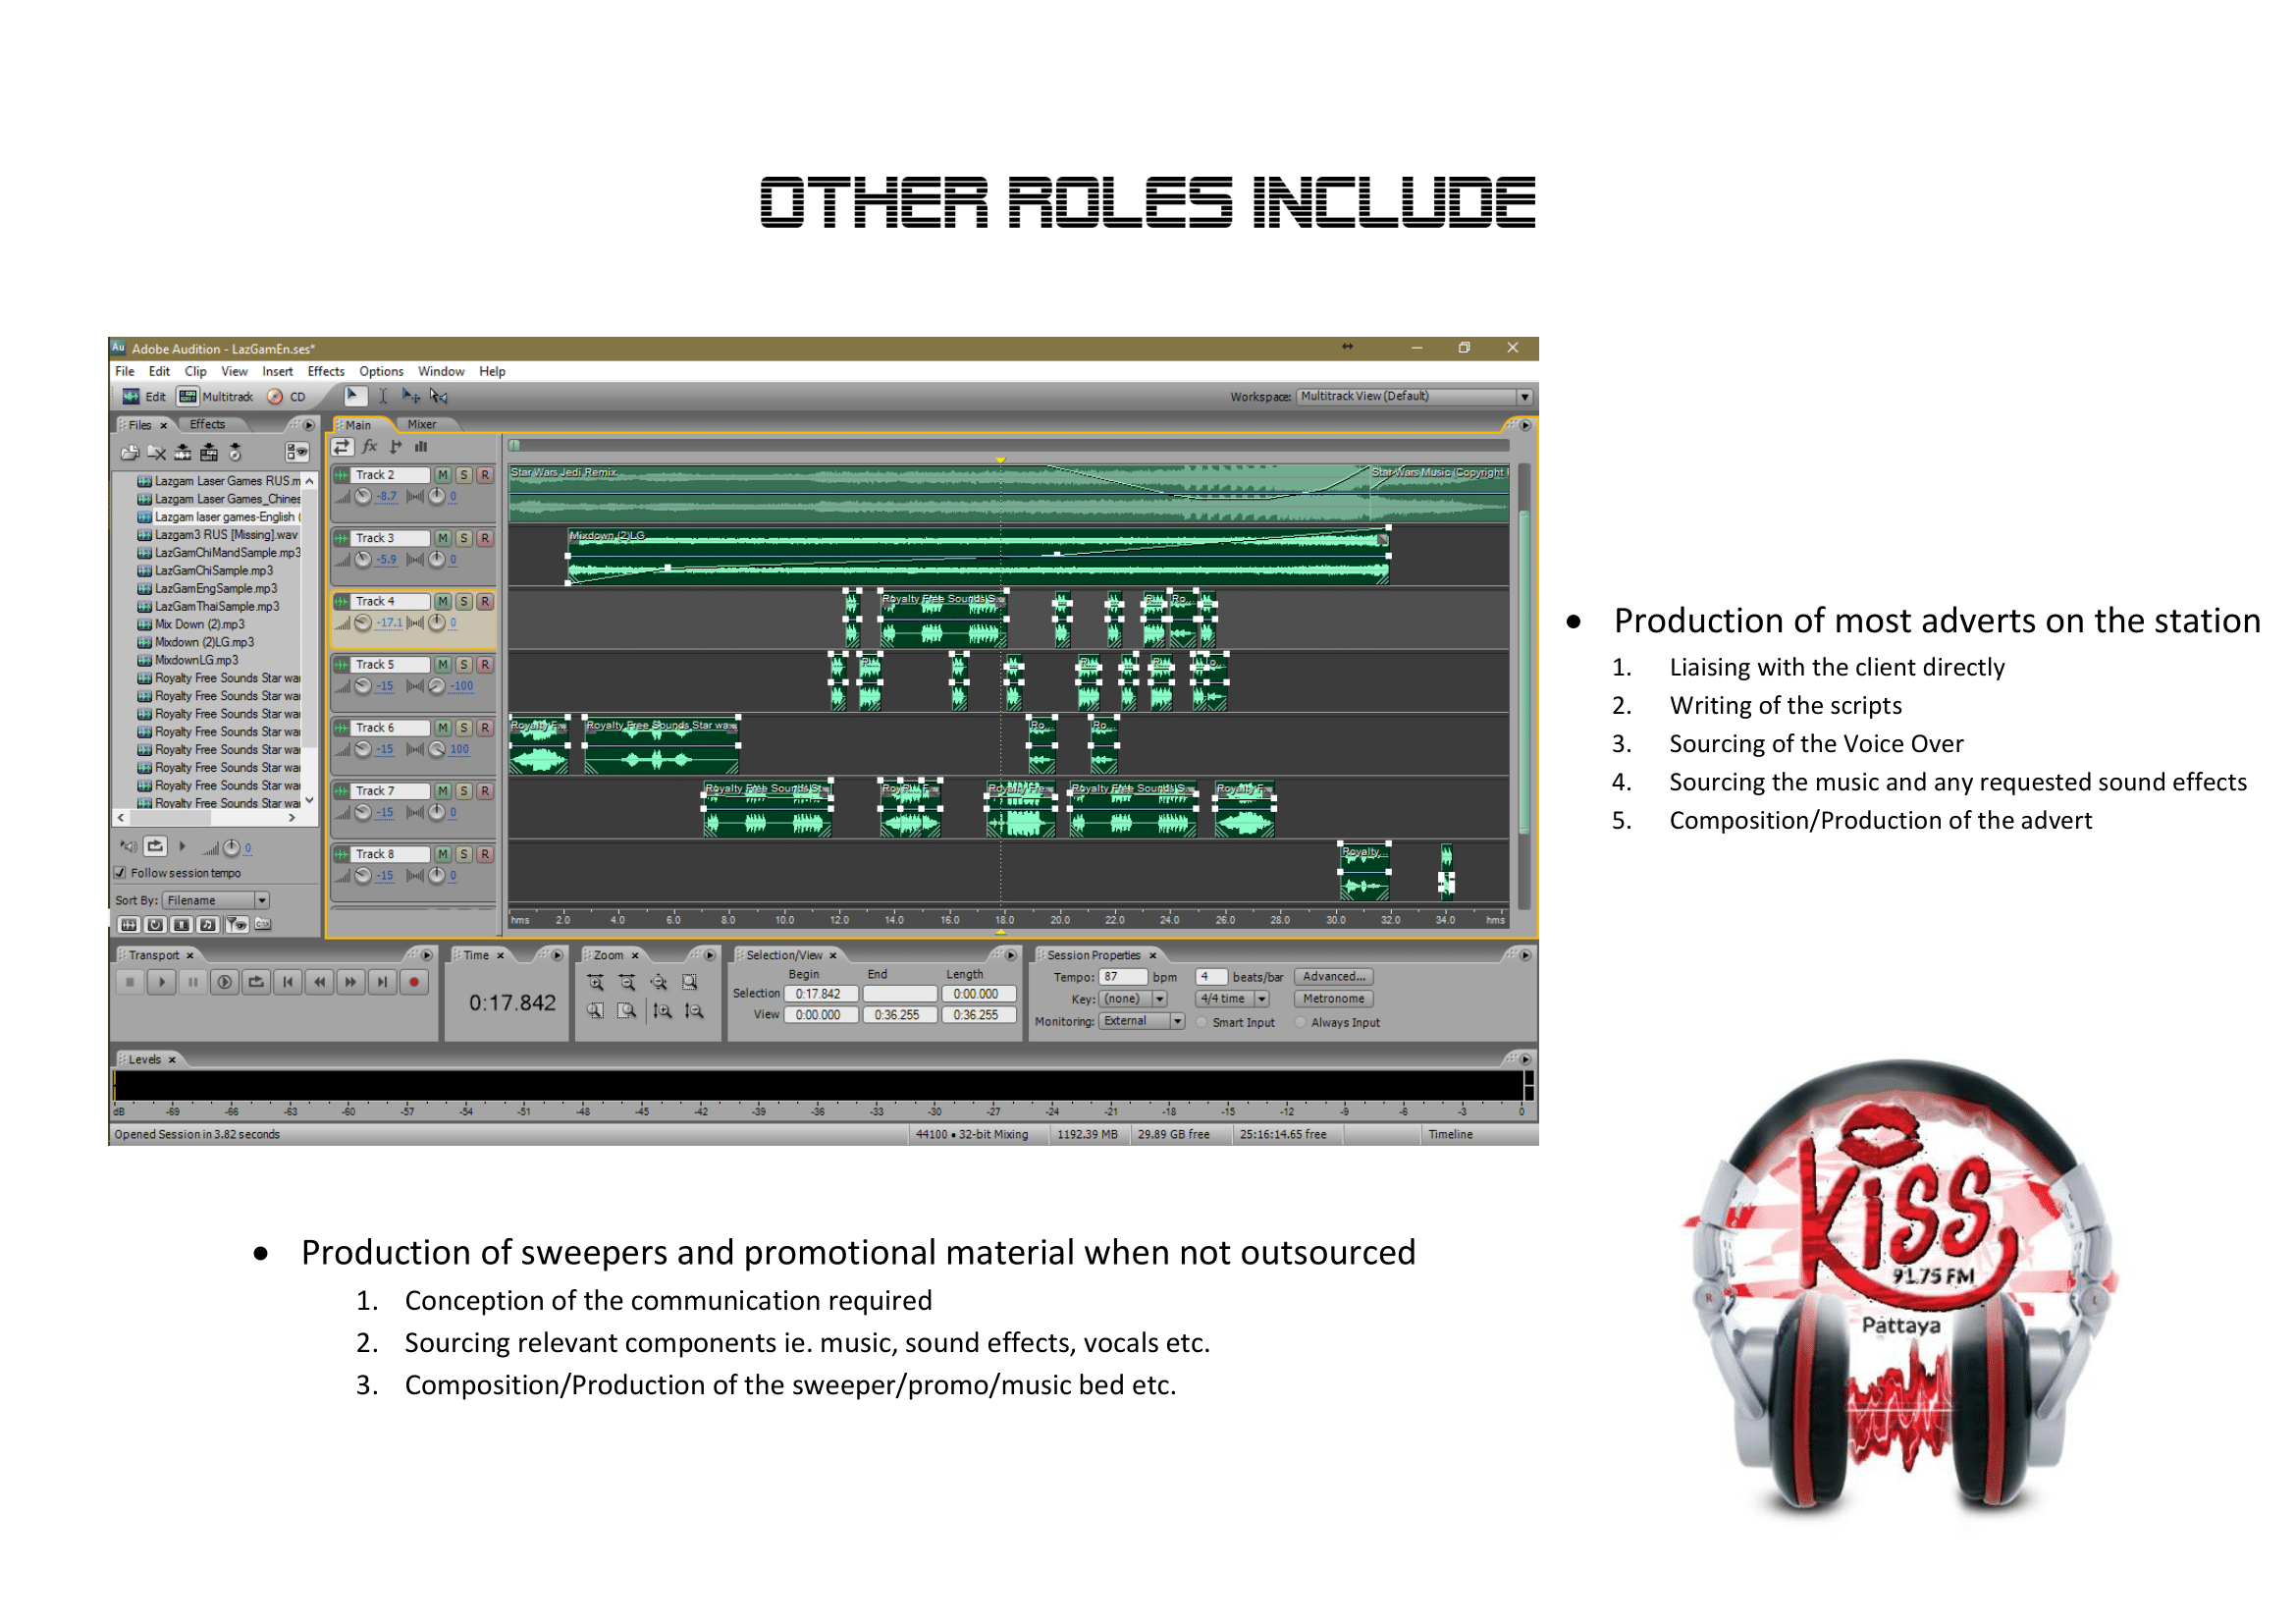 OTHER ROLES INCLUDE
Adobe Audition - LazGamEn.ses*
File Edit Clip View Insert Effects Options Window Help
Edit Multitrack CD
Workspace: Multitrack View (Default)
Files Effects
Main Mixer
Lazgam Laser Games RUS.m
Lazgam Laser Games_Chines
Lazgam laser games-English (
Lazgam3 RUS [Missing].wav
LazGamChiMandSample.mp3
LazGamChiSample.mp3
LazGamEngSample.mp3
LazGamThaiSample.mp3
Mix Down (2).mp3
Mixdown (2)LG.mp3
MixdownLG.mp3
Royalty Free Sounds Star wa
Royalty Free Sounds Star wa
Royalty Free Sounds Star wa
Royalty Free Sounds Star wa
Royalty Free Sounds Star wa
Royalty Free Sounds Star wa
Royalty Free Sounds Star wa
Royalty Free Sounds Star wa
0
Follow session tempo
Sort By: Filename
Track 2 M S R
-8.7 0
Star Wars Jedi Remix
Star Wars Music (Copyright
Track 3 M S R
-5.9 0
Mixdown (2)LG
Track 4 M S R
-17.1 0
Royalty Free Sounds S...
Ro...
Track 5 M S R
-15 -100
Track 6 M S R
-15 100
Royalty F...
Royalty Free Sounds Star wa...
Ro...
Ro...
Track 7 M S R
-15 0
Royalty Free Sounds St...
Royalty Fre...
Royalty Free Sounds S...
Royalty F...
Track 8 M S R
-15 0
Royalty...
hms 2.0 4.0 6.0 8.0 10.0 12.0 14.0 16.0 18.0 20.0 22.0 24.0 26.0 28.0 30.0 32.0 34.0 hms
Transport
Time
0:17.842
Zoom
Selection/View
Begin End Length
Selection 0:17.842 0:00.000
View 0:00.000 0:36.255 0:36.255
Session Properties
Tempo: 87 bpm 4 beats/bar Advanced...
Key: (none) 4/4 time Metronome
Monitoring: External Smart Input Always Input
Levels
dB -69 -66 -63 -60 -57 -54 -51 -48 -45 -42 -39 -36 -33 -30 -27 -24 -21 -18 -15 -12 -9 -6 -3 0
Opened Session in 3.82 seconds
44100 • 32-bit Mixing 1192.39 MB 29.89 GB free 25:16:14.65 free Timeline
• Production of most adverts on the station
1. Liaising with the client directly
2. Writing of the scripts
3. Sourcing of the Voice Over
4. Sourcing the music and any requested sound effects
5. Composition/Production of the advert
• Production of sweepers and promotional material when not outsourced
1. Conception of the communication required
2. Sourcing relevant components ie. music, sound effects, vocals etc.
3. Composition/Production of the sweeper/promo/music bed etc.
Kiss
91.75 FM
Pattaya
R L